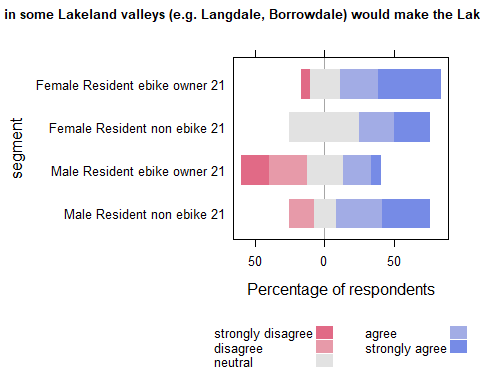 in some Lakeland valleys (e.g. Langdale, Borrowdale) would make the Lak
Female Resident ebike owner 21
Female Resident non ebike 21
Male Resident ebike owner 21
Male Resident non ebike 21
segment
50 0 50
Percentage of respondents
strongly disagree
disagree
neutral
agree
strongly agree